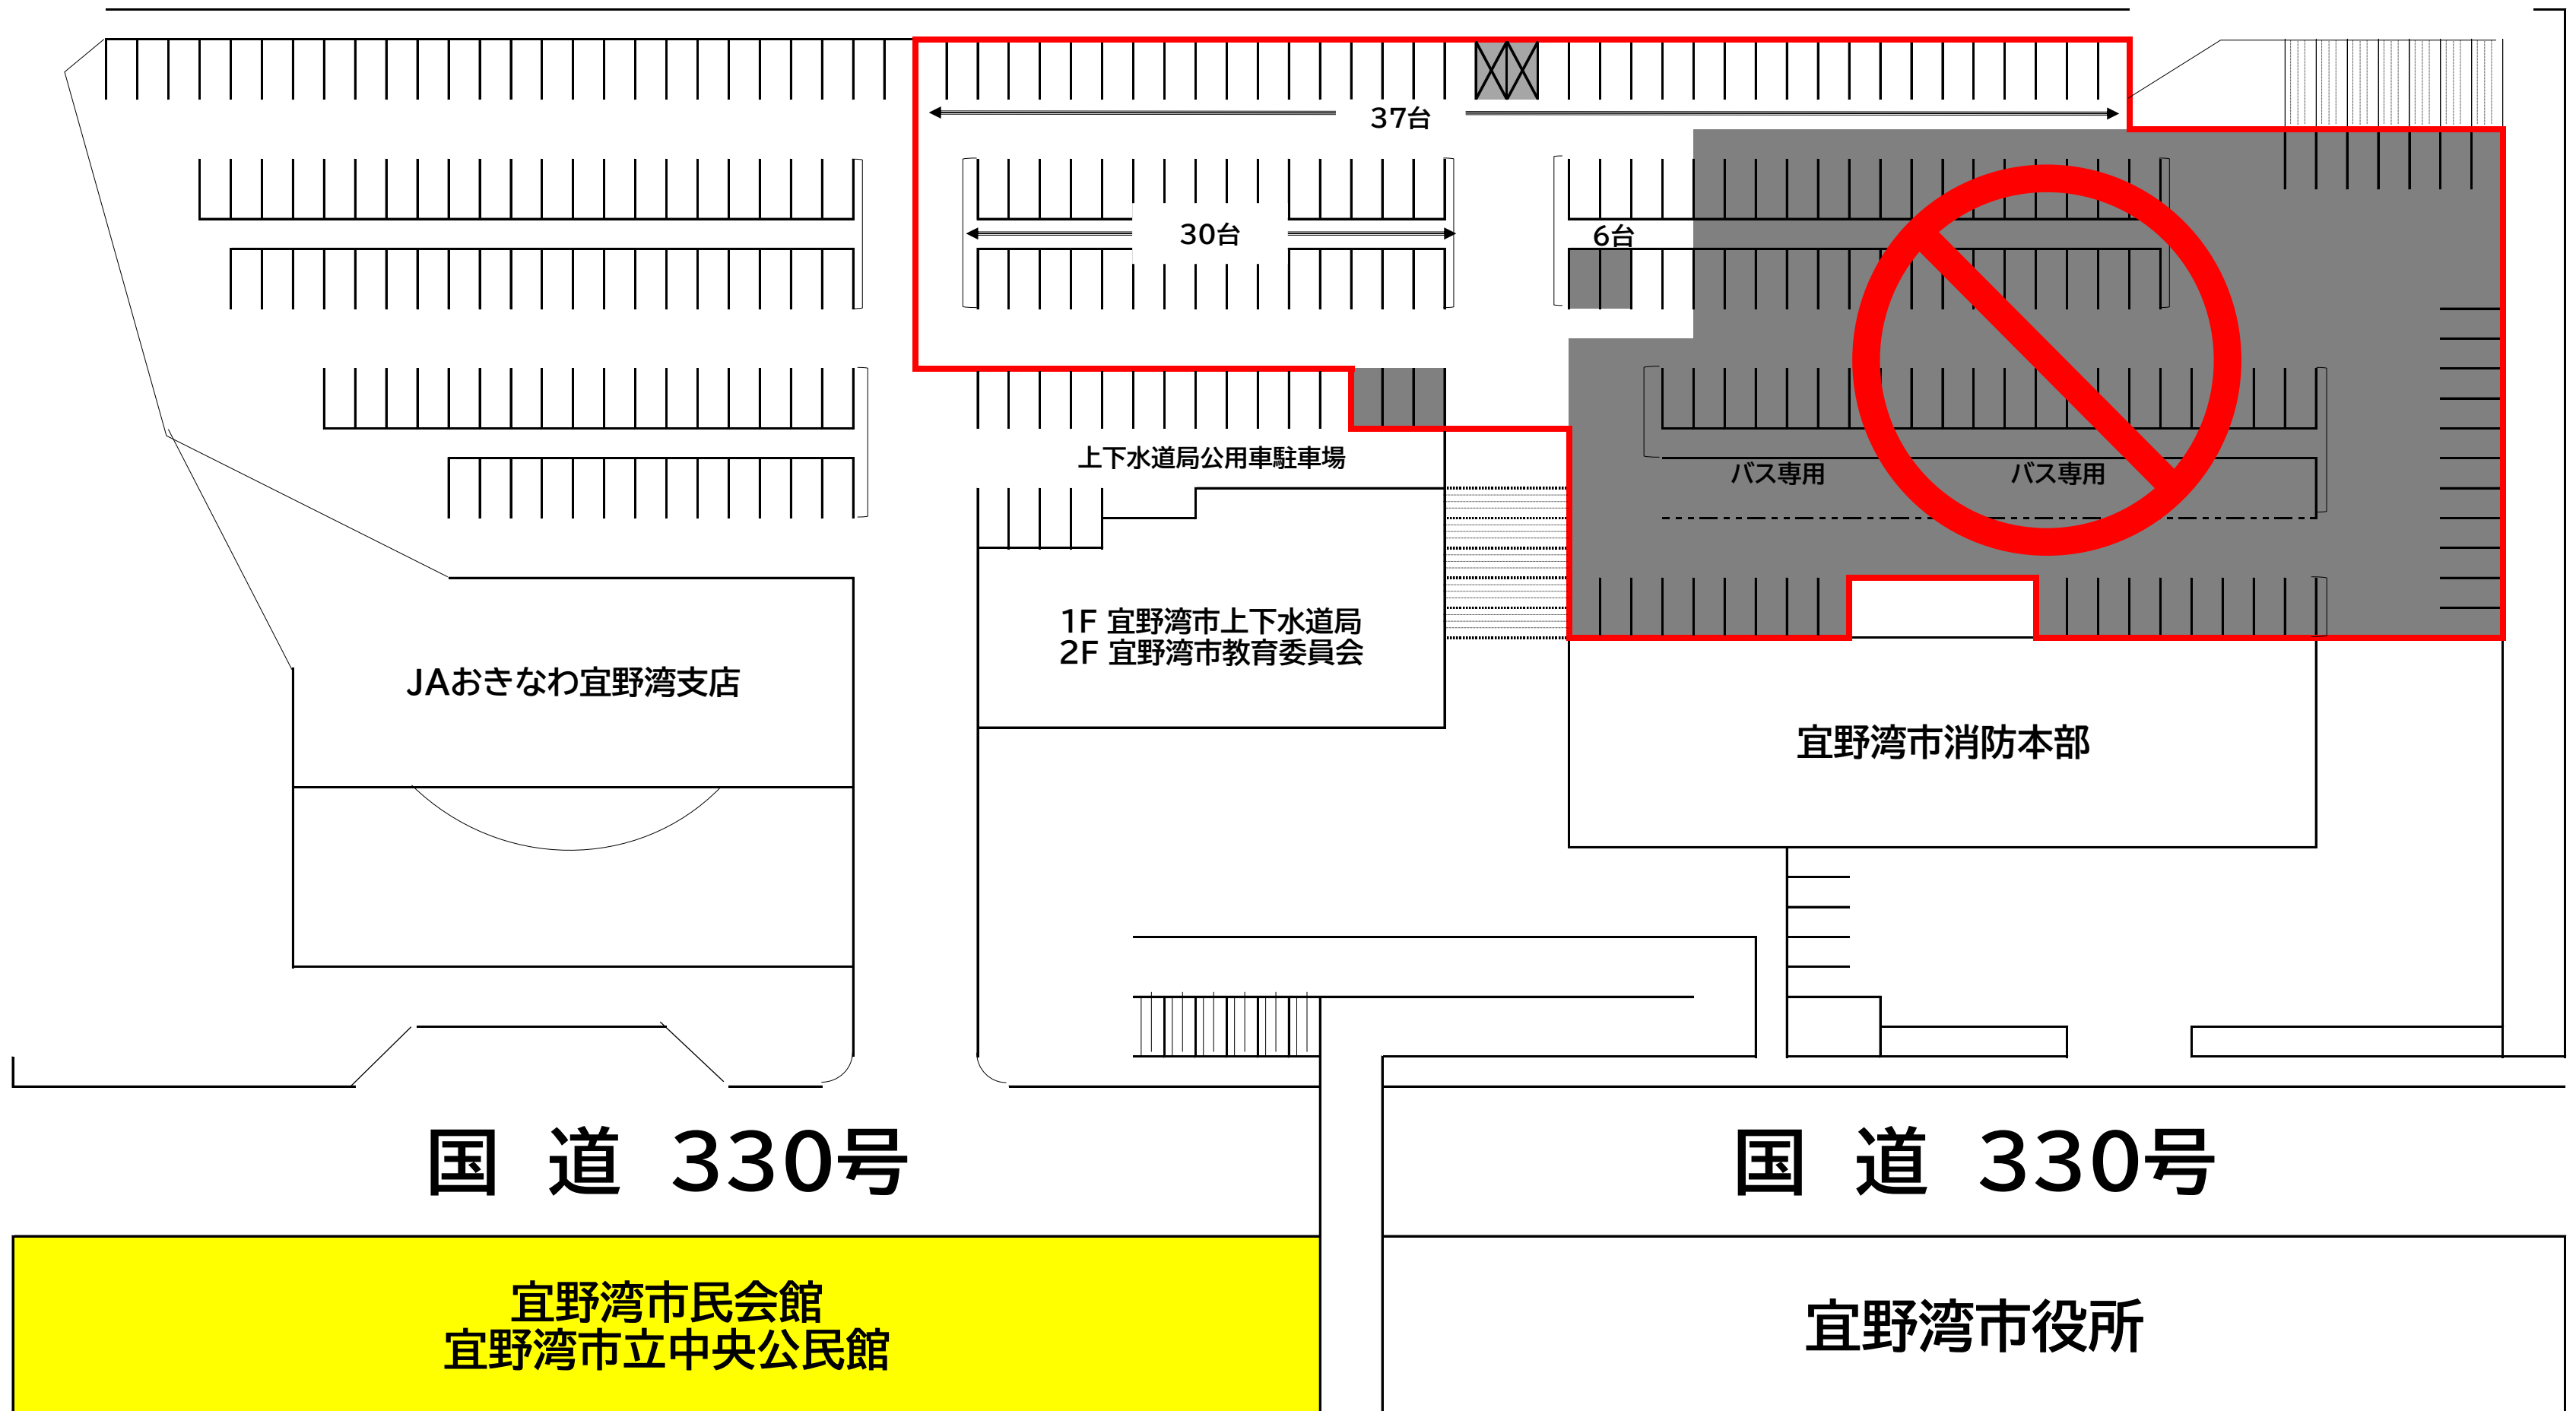 37台
30台
6台
上下水道局公用車駐車場
バス専用
バス専用
1F 宜野湾市上下水道局
2F 宜野湾市教育委員会
JAおきなわ宜野湾支店
宜野湾市消防本部
国 道 330号
国 道 330号
宜野湾市民会館
宜野湾市立中央公民館
宜野湾市役所